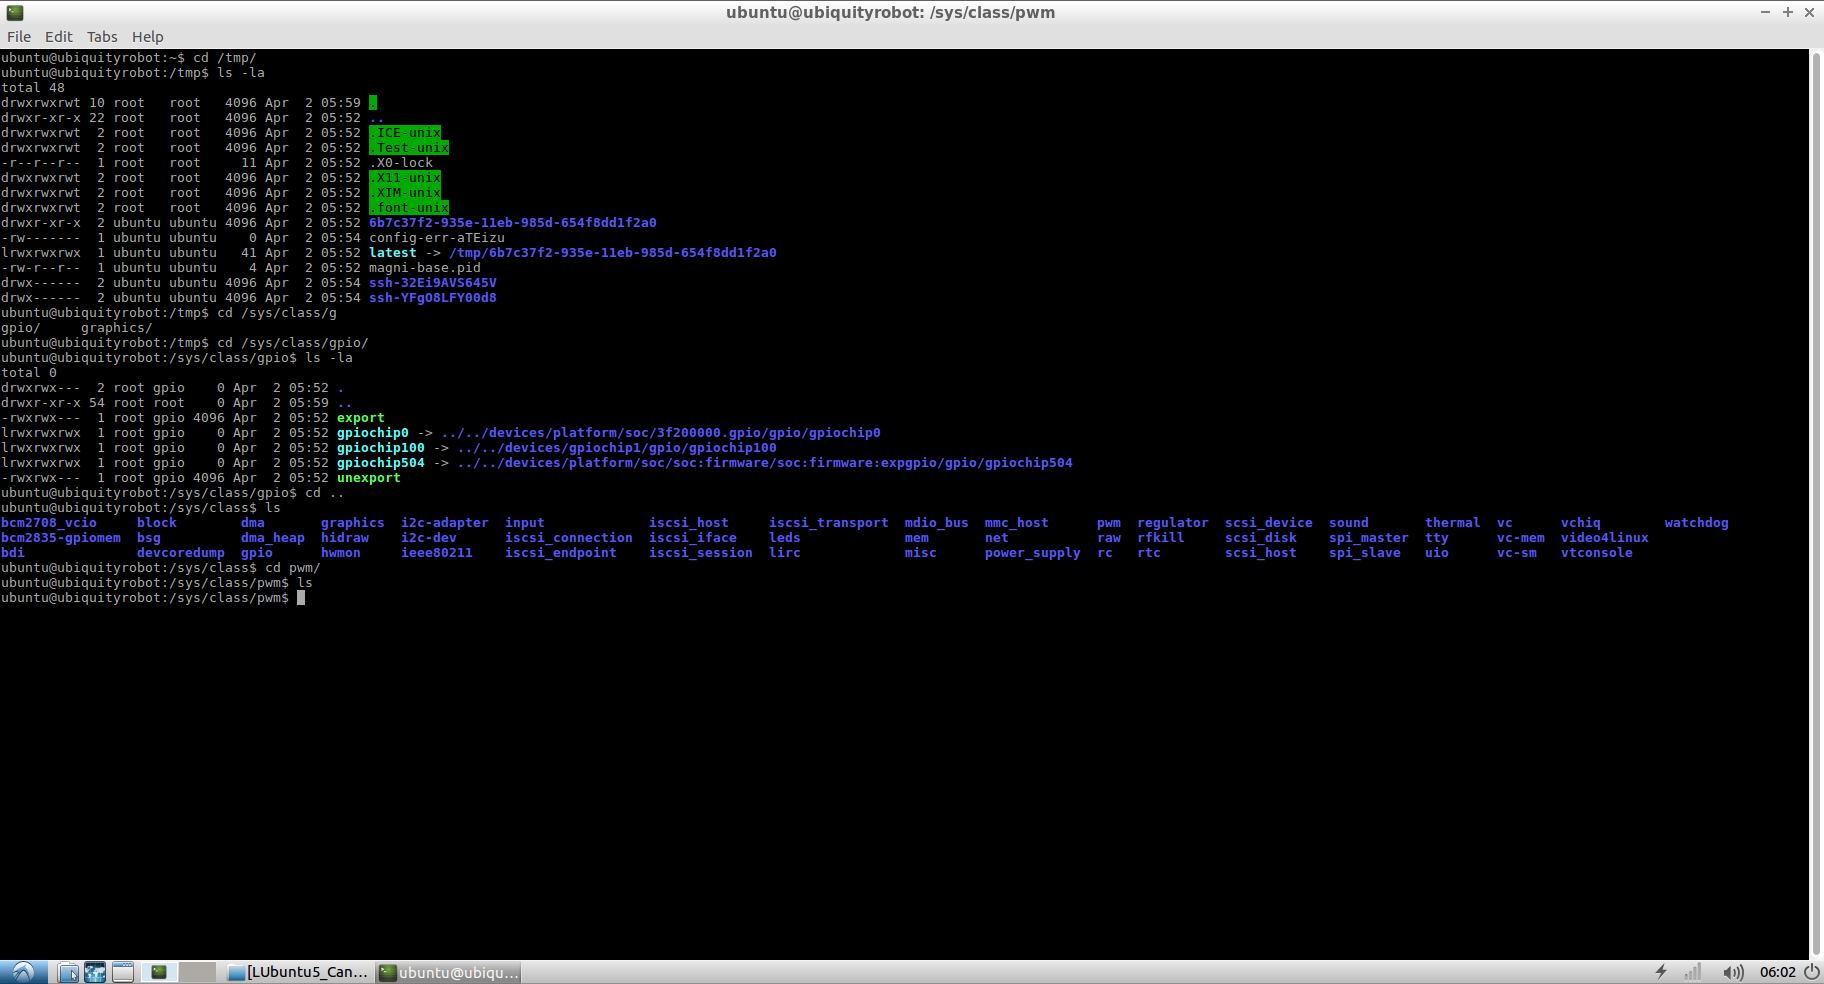 ubuntu@ubiquityrobot: /sys/class/pwm
File Edit Tabs Help
ubuntu@ubiquityrobot:~$ cd /tmp/
ubuntu@ubiquityrobot:/tmp$ ls -la
total 48
drwxrwxrwt 10 root   root   4096 Apr  2 05:59 .
drwxr-xr-x 22 root   root   4096 Apr  2 05:52 ..
drwxrwxrwt  2 root   root   4096 Apr  2 05:52 .ICE-unix
drwxrwxrwt  2 root   root   4096 Apr  2 05:52 .Test-unix
-r--r--r--  1 root   root     11 Apr  2 05:52 .X0-lock
drwxrwxrwt  2 root   root   4096 Apr  2 05:52 .X11-unix
drwxrwxrwt  2 root   root   4096 Apr  2 05:52 .XIM-unix
drwxrwxrwt  2 root   root   4096 Apr  2 05:52 .font-unix
drwxr-xr-x  2 ubuntu ubuntu 4096 Apr  2 05:52 6b7c37f2-935e-11eb-985d-654f8dd1f2a0
-rw-------  1 ubuntu ubuntu    0 Apr  2 05:54 config-err-aTEizu
lrwxrwxrwx  1 ubuntu ubuntu   41 Apr  2 05:52 latest -> /tmp/6b7c37f2-935e-11eb-985d-654f8dd1f2a0
-rw-r--r--  1 ubuntu ubuntu    4 Apr  2 05:52 magni-base.pid
drwx------  2 ubuntu ubuntu 4096 Apr  2 05:54 ssh-32Ei9AVS645V
drwx------  2 ubuntu ubuntu 4096 Apr  2 05:54 ssh-YFgO8LFY00d8
ubuntu@ubiquityrobot:/tmp$ cd /sys/class/g
gpio/     graphics/
ubuntu@ubiquityrobot:/tmp$ cd /sys/class/gpio/
ubuntu@ubiquityrobot:/sys/class/gpio$ ls -la
total 0
drwxrwx---  2 root gpio    0 Apr  2 05:52 .
drwxr-xr-x 54 root root    0 Apr  2 05:59 ..
-rwxrwx---  1 root gpio 4096 Apr  2 05:52 export
lrwxrwxrwx  1 root gpio    0 Apr  2 05:52 gpiochip0 -> ../../devices/platform/soc/3f200000.gpio/gpio/gpiochip0
lrwxrwxrwx  1 root gpio    0 Apr  2 05:52 gpiochip100 -> ../../devices/gpiochip1/gpio/gpiochip100
lrwxrwxrwx  1 root gpio    0 Apr  2 05:52 gpiochip504 -> ../../devices/platform/soc/soc:firmware/soc:firmware:expgpio/gpio/gpiochip504
-rwxrwx---  1 root gpio 4096 Apr  2 05:52 unexport
ubuntu@ubiquityrobot:/sys/class/gpio$ cd ..
ubuntu@ubiquityrobot:/sys/class$ ls
bcm2708_vcio     block        dma       graphics  i2c-adapter  input             iscsi_host     iscsi_transport  mdio_bus  mmc_host      pwm  regulator  scsi_device  sound       thermal  vc      vchiq        watchdog
bcm2835-gpiomem  bsg          dma_heap  hidraw    i2c-dev      iscsi_connection  iscsi_iface    leds             mem       net           raw  rfkill     scsi_disk    spi_master  tty      vc-mem  video4linux
bdi              devcoredump  gpio      hwmon     ieee80211    iscsi_endpoint    iscsi_session  lirc             misc      power_supply  rc   rtc        scsi_host    spi_slave   uio      vc-sm   vtconsole
ubuntu@ubiquityrobot:/sys/class$ cd pwm/
ubuntu@ubiquityrobot:/sys/class/pwm$ ls
ubuntu@ubiquityrobot:/sys/class/pwm$
[LUbuntu5_Can... ubuntu@ubiqu... 06:02